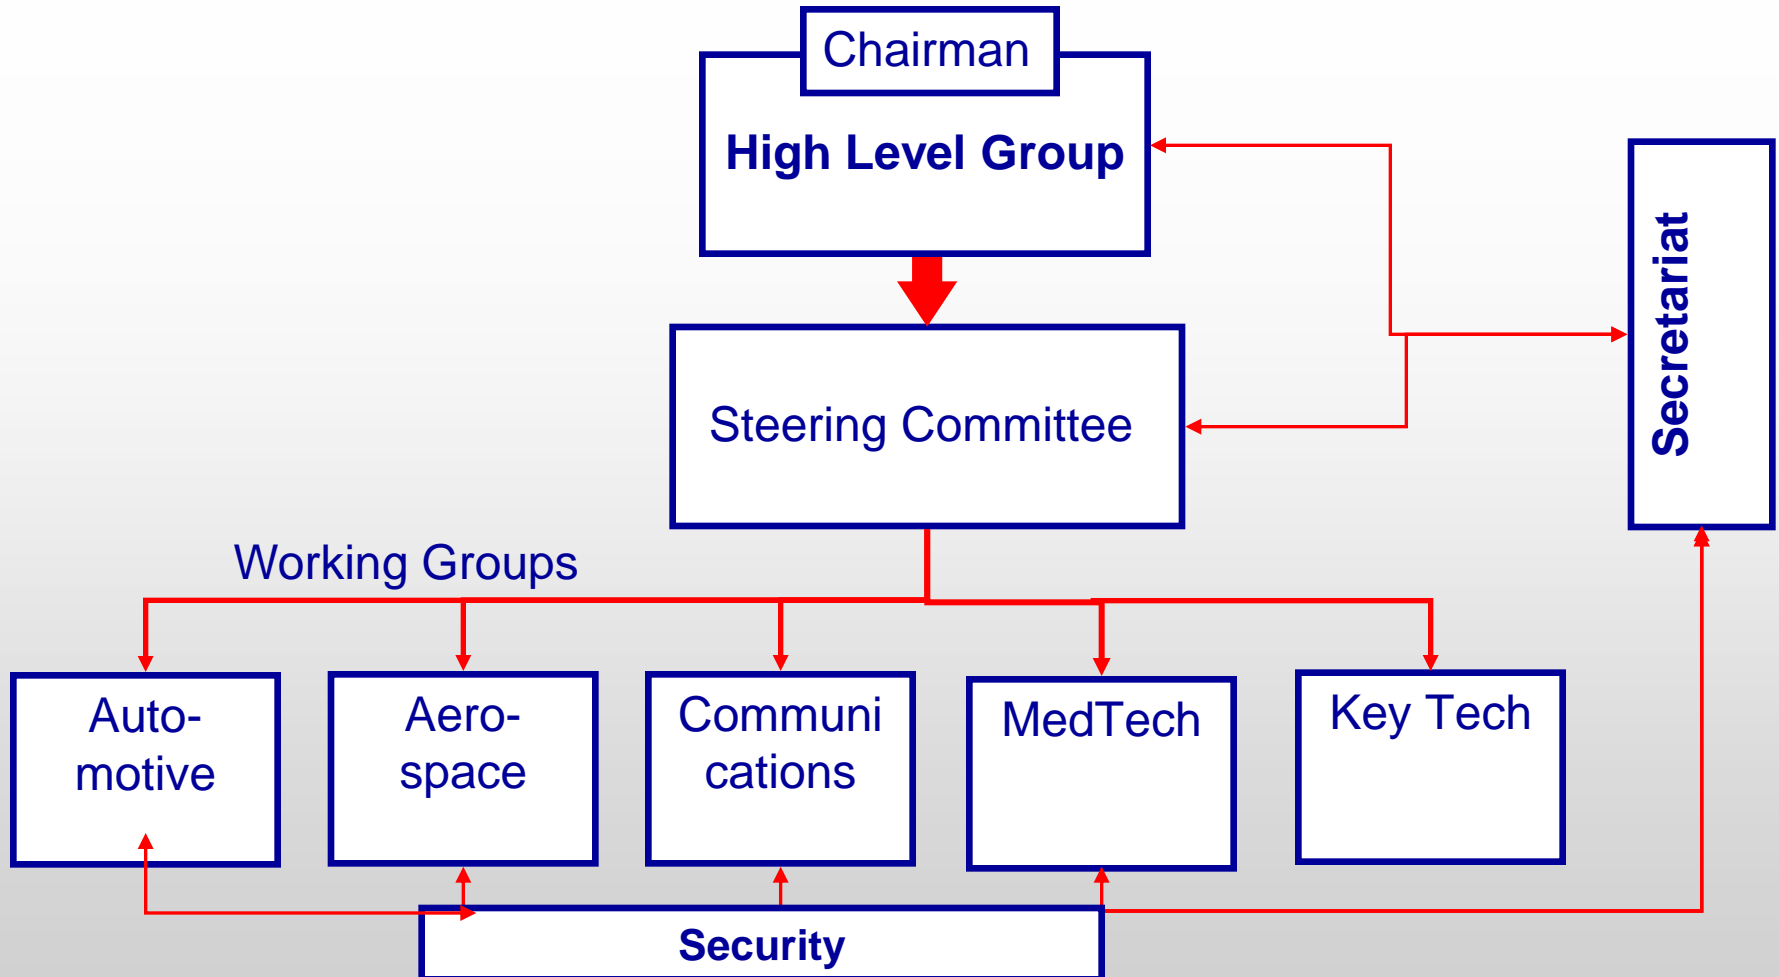 Chairman
High Level Group
Secretariat
Steering Committee
Working Groups
Auto-
motive
Aero-
space
Communi
cations
MedTech
Key Tech
Security